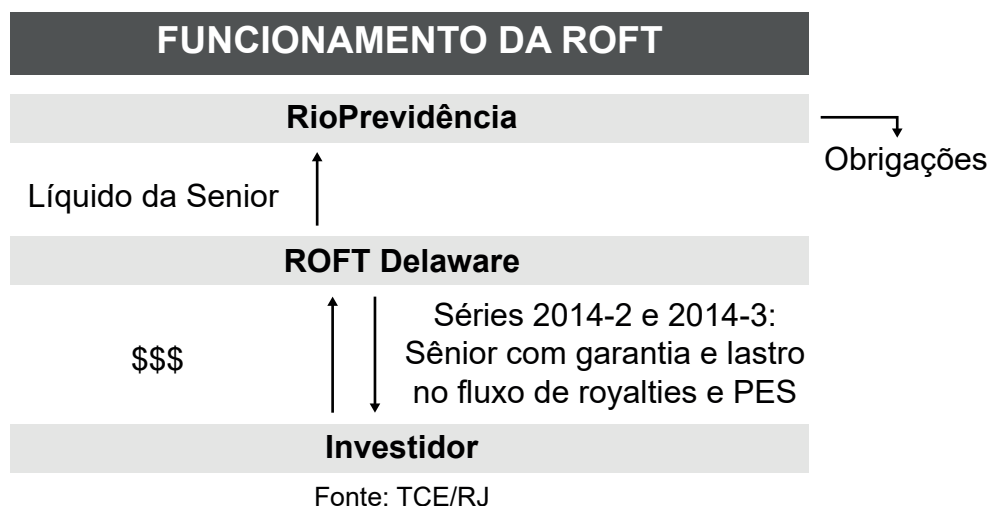 FUNCIONAMENTO DA ROFT
RioPrevidência
Obrigações
Líquido da Senior
ROFT Delaware
$$$
Séries 2014-2 e 2014-3:
Sênior com garantia e lastro
no fluxo de royalties e PES
Investidor
Fonte: TCE/RJ